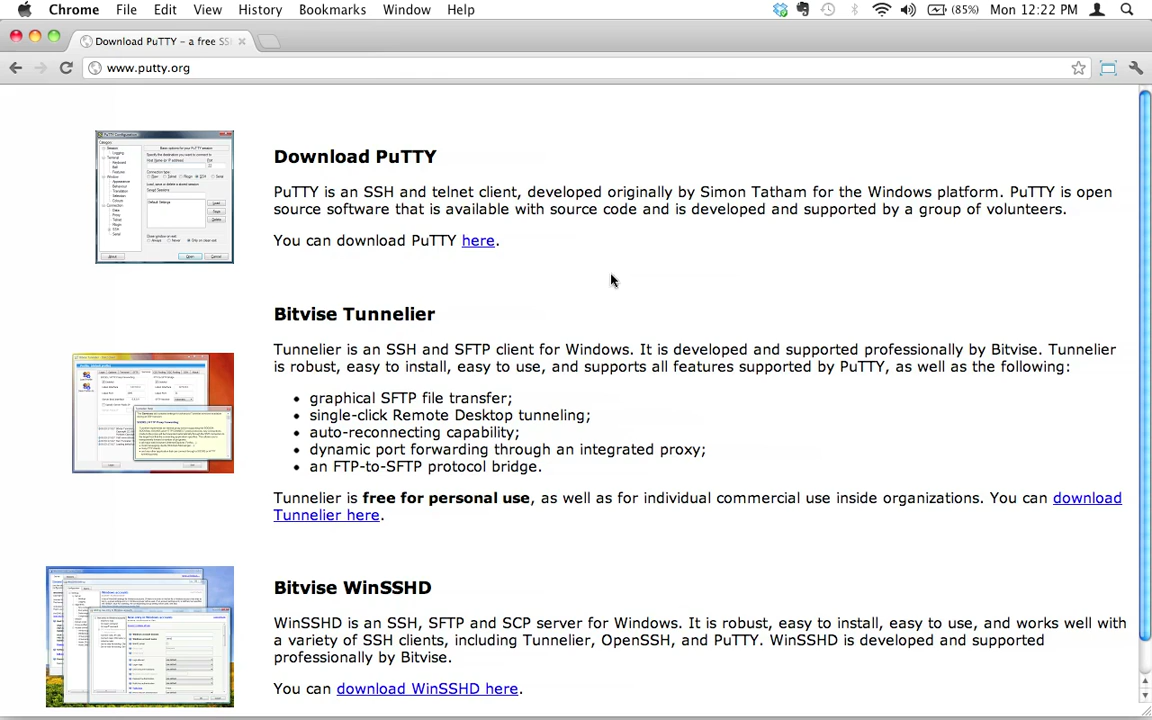 Chrome File Edit View History Bookmarks Window Help (85%) Mon 12:22 PM
Download PuTTY – a free SS
www.putty.org
Download PuTTY
PuTTY is an SSH and telnet client, developed originally by Simon Tatham for the Windows platform. PuTTY is open
source software that is available with source code and is developed and supported by a group of volunteers.
You can download PuTTY here.
Bitvise Tunnelier
Tunnelier is an SSH and SFTP client for Windows. It is developed and supported professionally by Bitvise. Tunnelier
is robust, easy to install, easy to use, and supports all features supported by PuTTY, as well as the following:
• graphical SFTP file transfer;
• single-click Remote Desktop tunneling;
• auto-reconnecting capability;
• dynamic port forwarding through an integrated proxy;
• an FTP-to-SFTP protocol bridge.
Tunnelier is free for personal use, as well as for individual commercial use inside organizations. You can download
Tunnelier here.
Bitvise WinSSHD
WinSSHD is an SSH, SFTP and SCP server for Windows. It is robust, easy to install, easy to use, and works well with
a variety of SSH clients, including Tunnelier, OpenSSH, and PuTTY. WinSSHD is developed and supported
professionally by Bitvise.
You can download WinSSHD here.